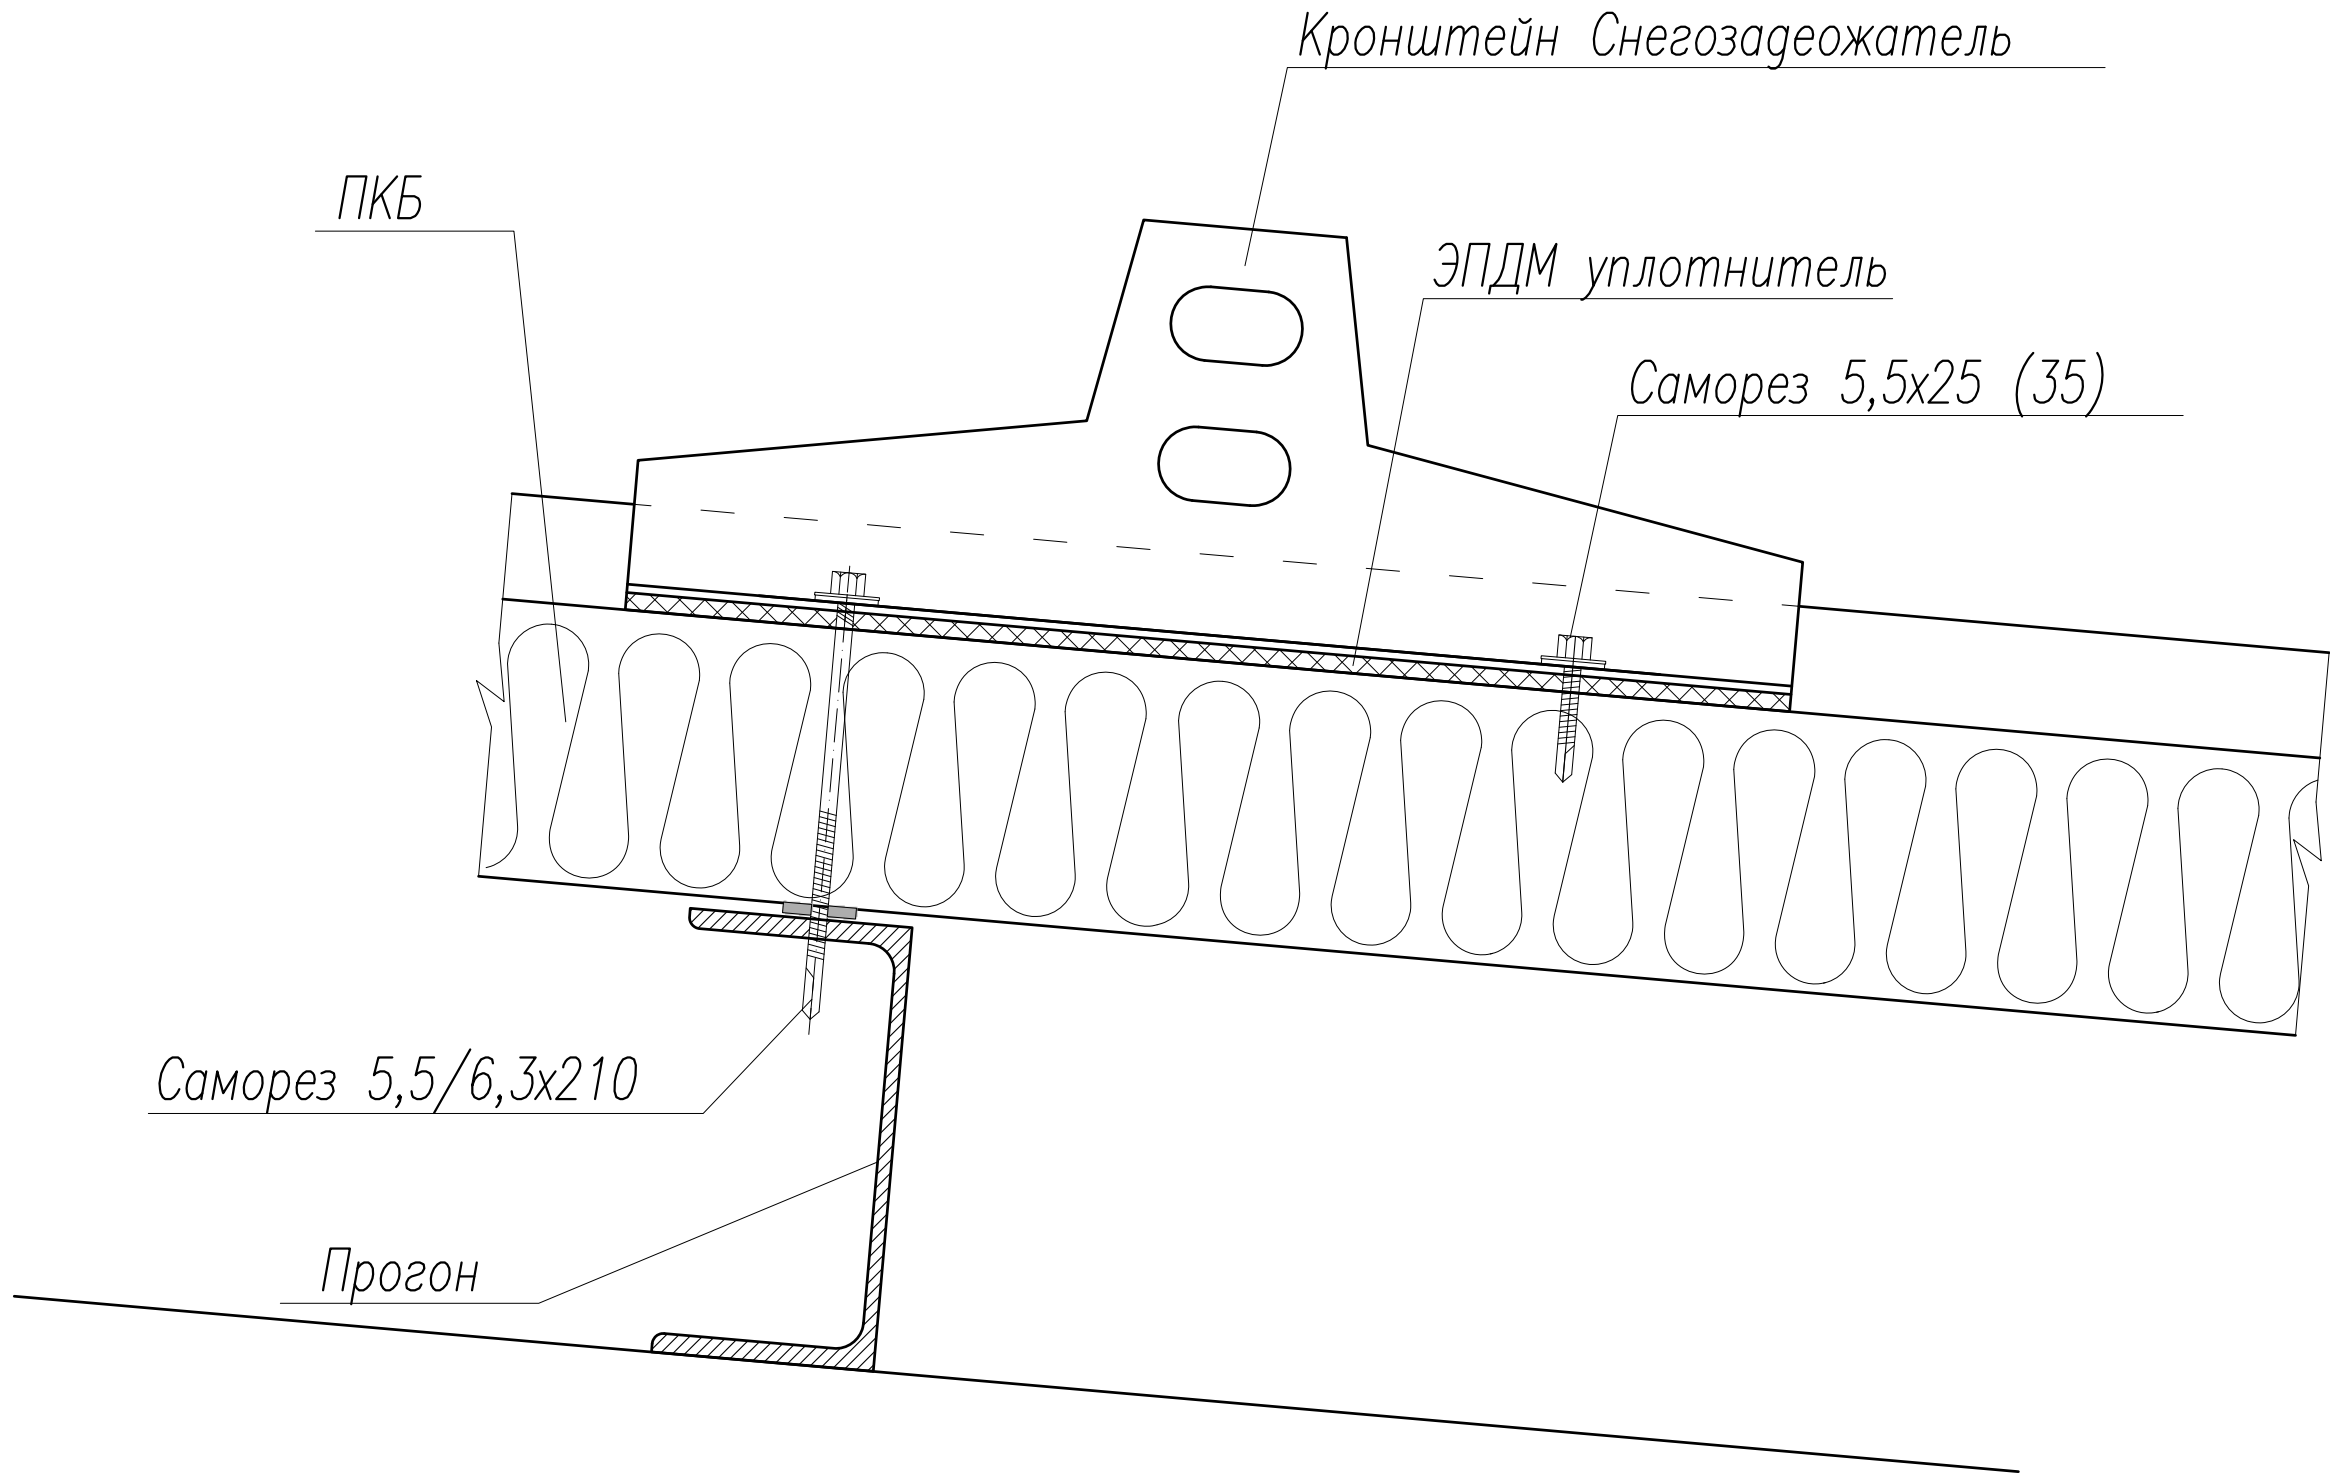 Кронштейн Снегозадеожатель
ПКБ
ЭПДМ уплотнитель
Саморез 5,5х25 (35)
Саморез 5,5/6,3х210
Прогон